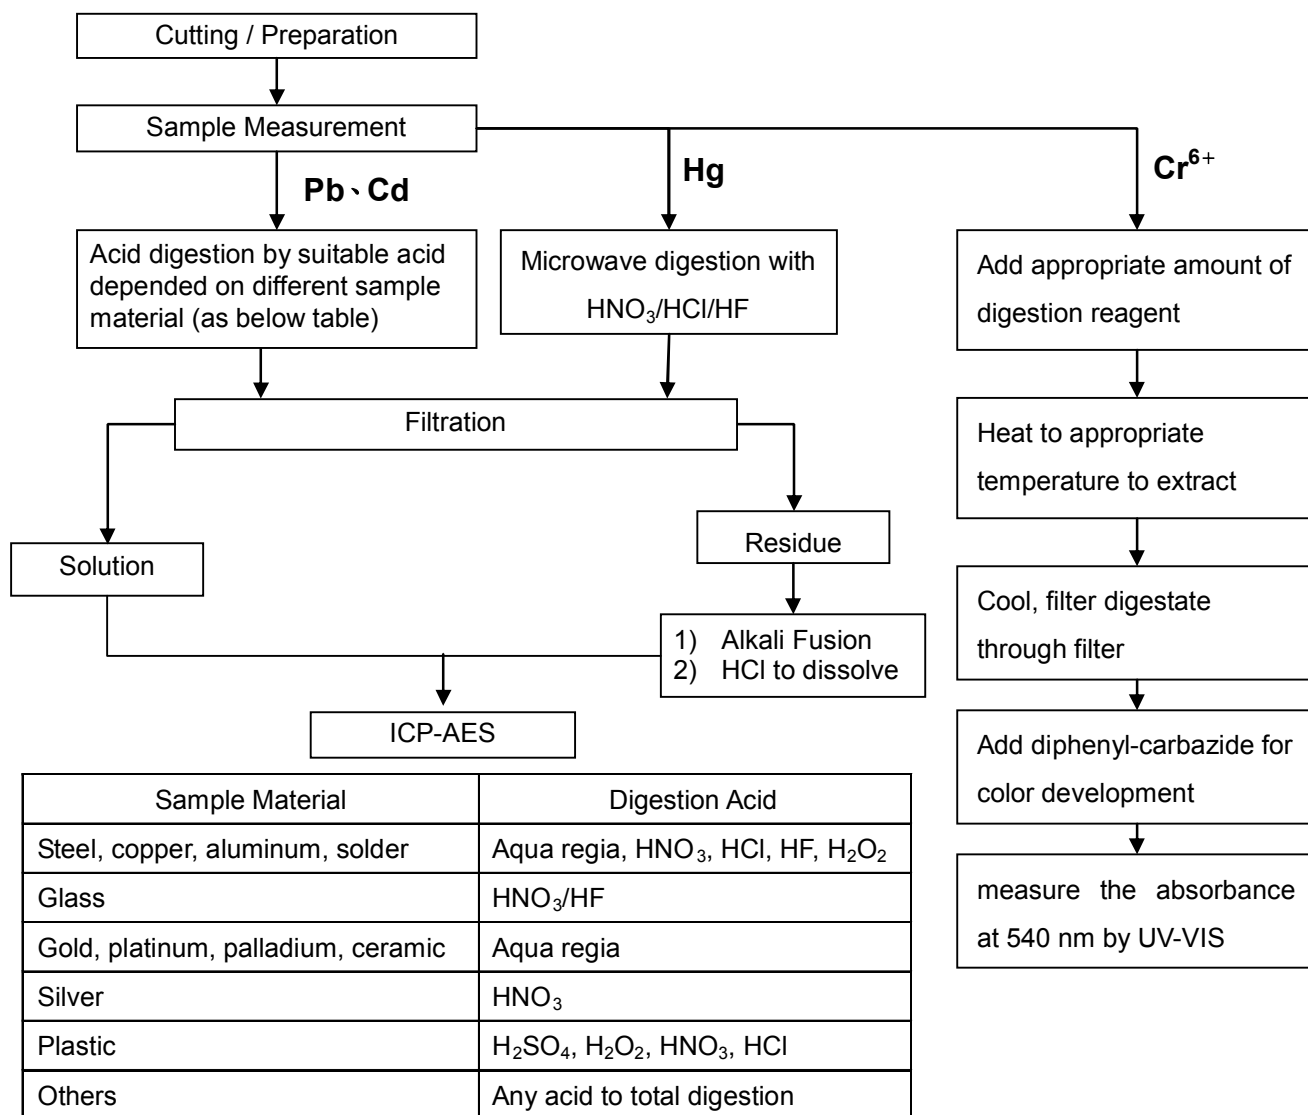 Cutting / Preparation
Sample Measurement
Pb、Cd
Hg
Cr⁶⁺
Acid digestion by suitable acid
depended on different sample
material (as below table)
Microwave digestion with
HNO₃/HCl/HF
Add appropriate amount of
digestion reagent
Filtration
Heat to appropriate
temperature to extract
Solution
Residue
1) Alkali Fusion
2) HCl to dissolve
Cool, filter digestate
through filter
ICP-AES
Add diphenyl-carbazide for
color development
measure the absorbance
at 540 nm by UV-VIS
Sample Material Digestion Acid
Steel, copper, aluminum, solder Aqua regia, HNO₃, HCl, HF, H₂O₂
Glass HNO₃/HF
Gold, platinum, palladium, ceramic Aqua regia
Silver HNO₃
Plastic H₂SO₄, H₂O₂, HNO₃, HCl
Others Any acid to total digestion